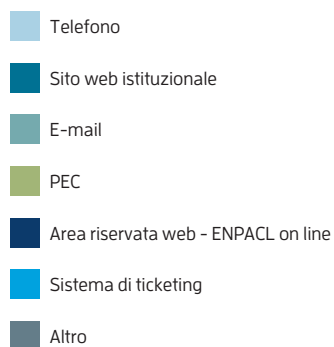 Telefono
Sito web istituzionale
E-mail
PEC
Area riservata web - ENPACL on line
Sistema di ticketing
Altro